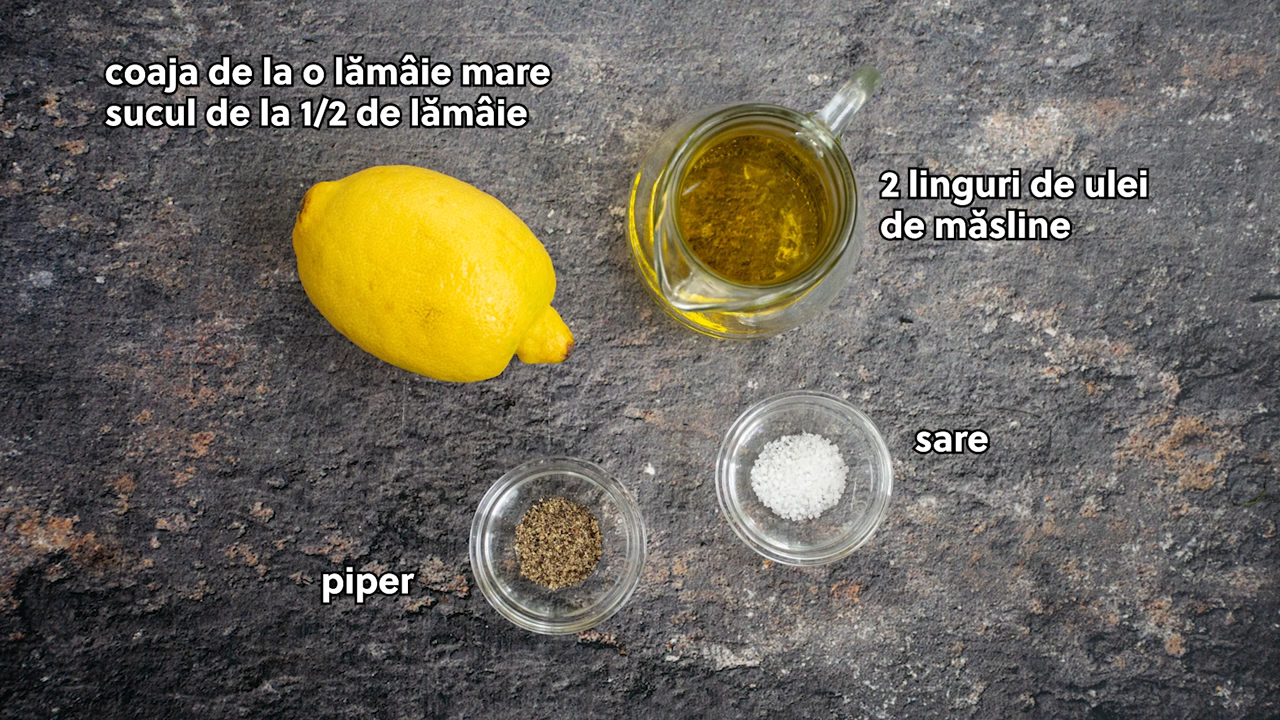 coaja de la o lămâie mare
sucul de la 1/2 de lămâie
2 linguri de ulei
de măsline
sare
piper